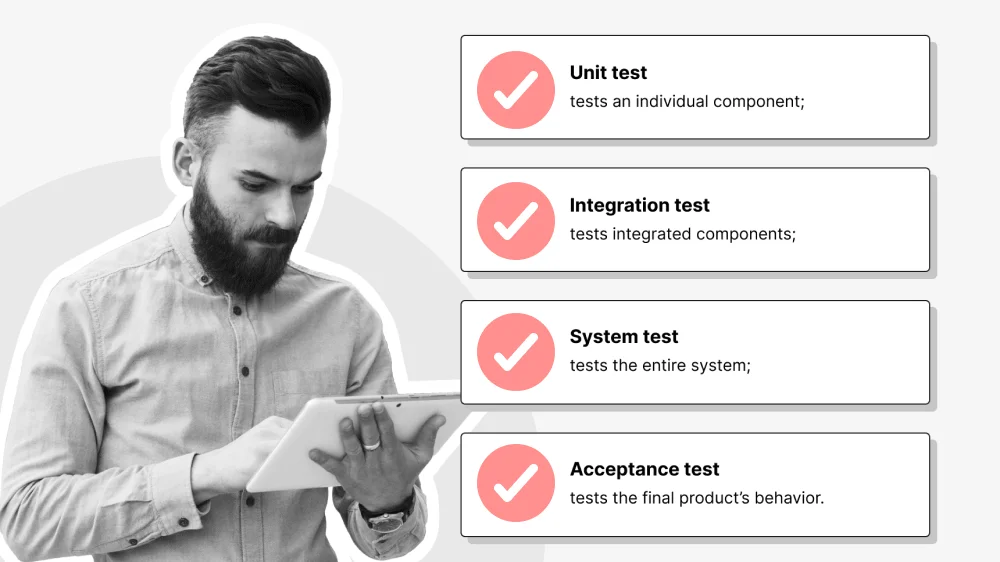 Unit test
tests an individual component;
Integration test
tests integrated components;
System test
tests the entire system;
Acceptance test
tests the final product’s behavior.